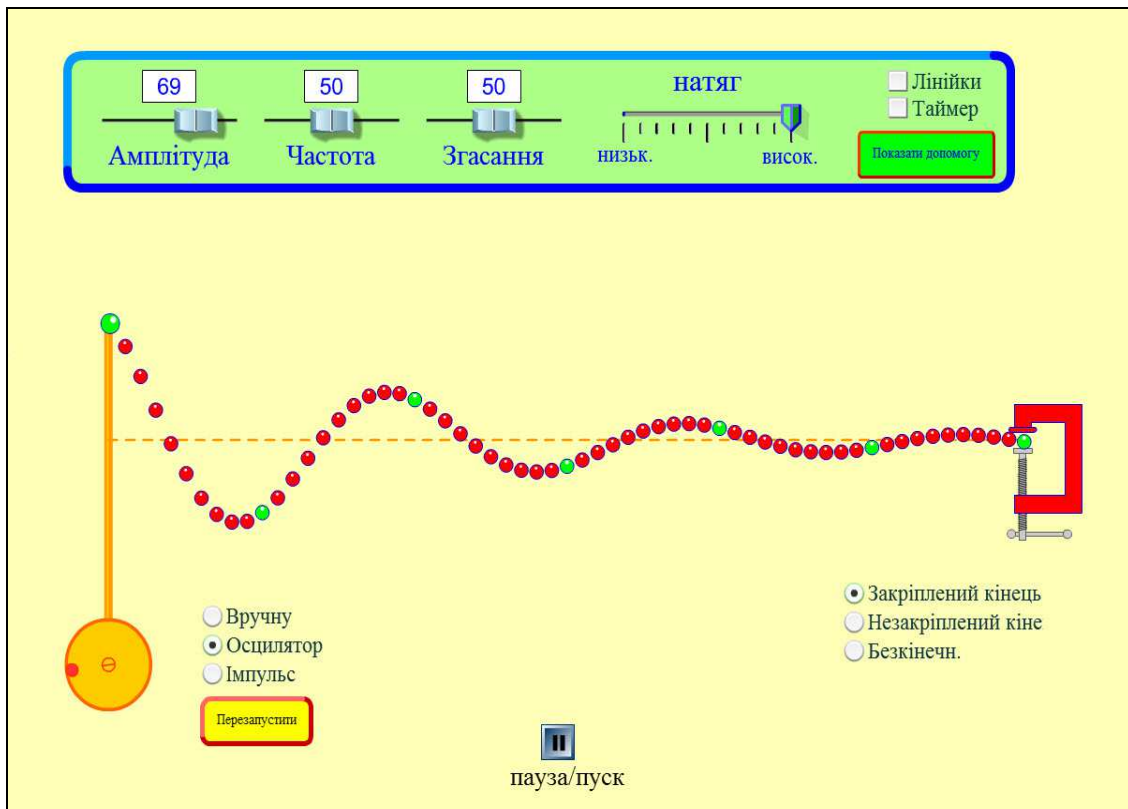 69
50
50
Амплітуда
Частота
Згасання
натяг
низьк.
висок.
Лінійки
Таймер
Показати допомогу
Вручну
Осцилятор
Імпульс
Перезапустити
Закріплений кінець
Незакріплений кіне
Безкінечн.
пауза/пуск